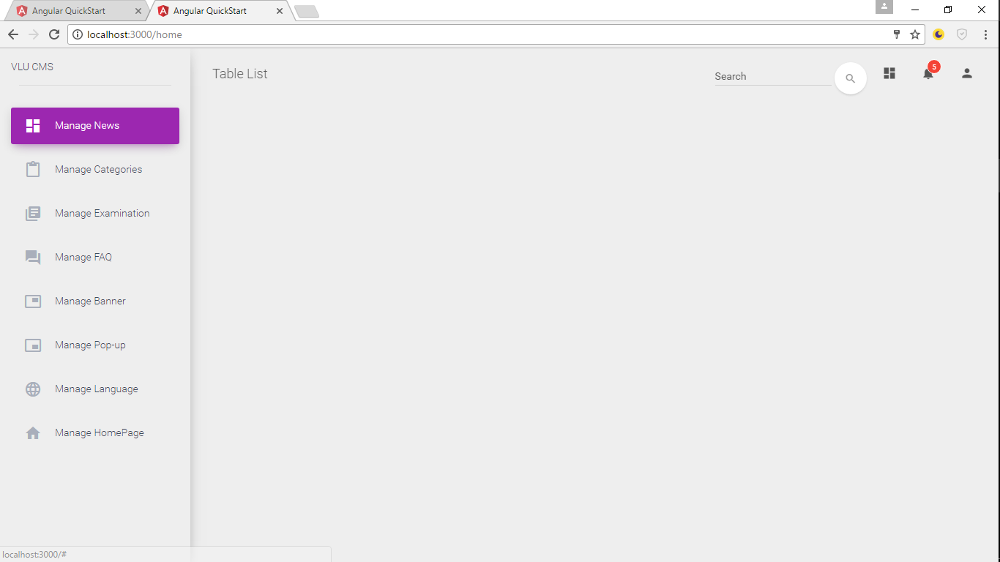 Angular QuickStart
Angular QuickStart
localhost:3000/home
VLU CMS
Table List
Search
5
Manage News
Manage Categories
Manage Examination
Manage FAQ
Manage Banner
Manage Pop-up
Manage Language
Manage HomePage
localhost:3000/#